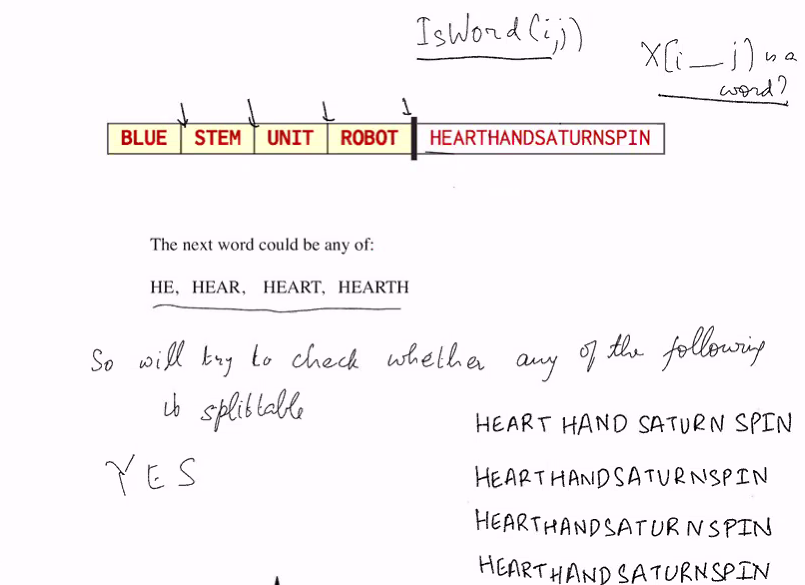 IsWord(i,j)
X[i — j] is a
word?
BLUE STEM UNIT ROBOT HEARTHANDSATURNSPIN
The next word could be any of:
HE, HEAR, HEART, HEARTH
So will try to check whether any of the following
is splittable
HEART HAND SATURN SPIN
YES
HEARTHANDSATURNSPIN
HEARTHANDSATURNSPIN
HEARTHANDSATURNSPIN